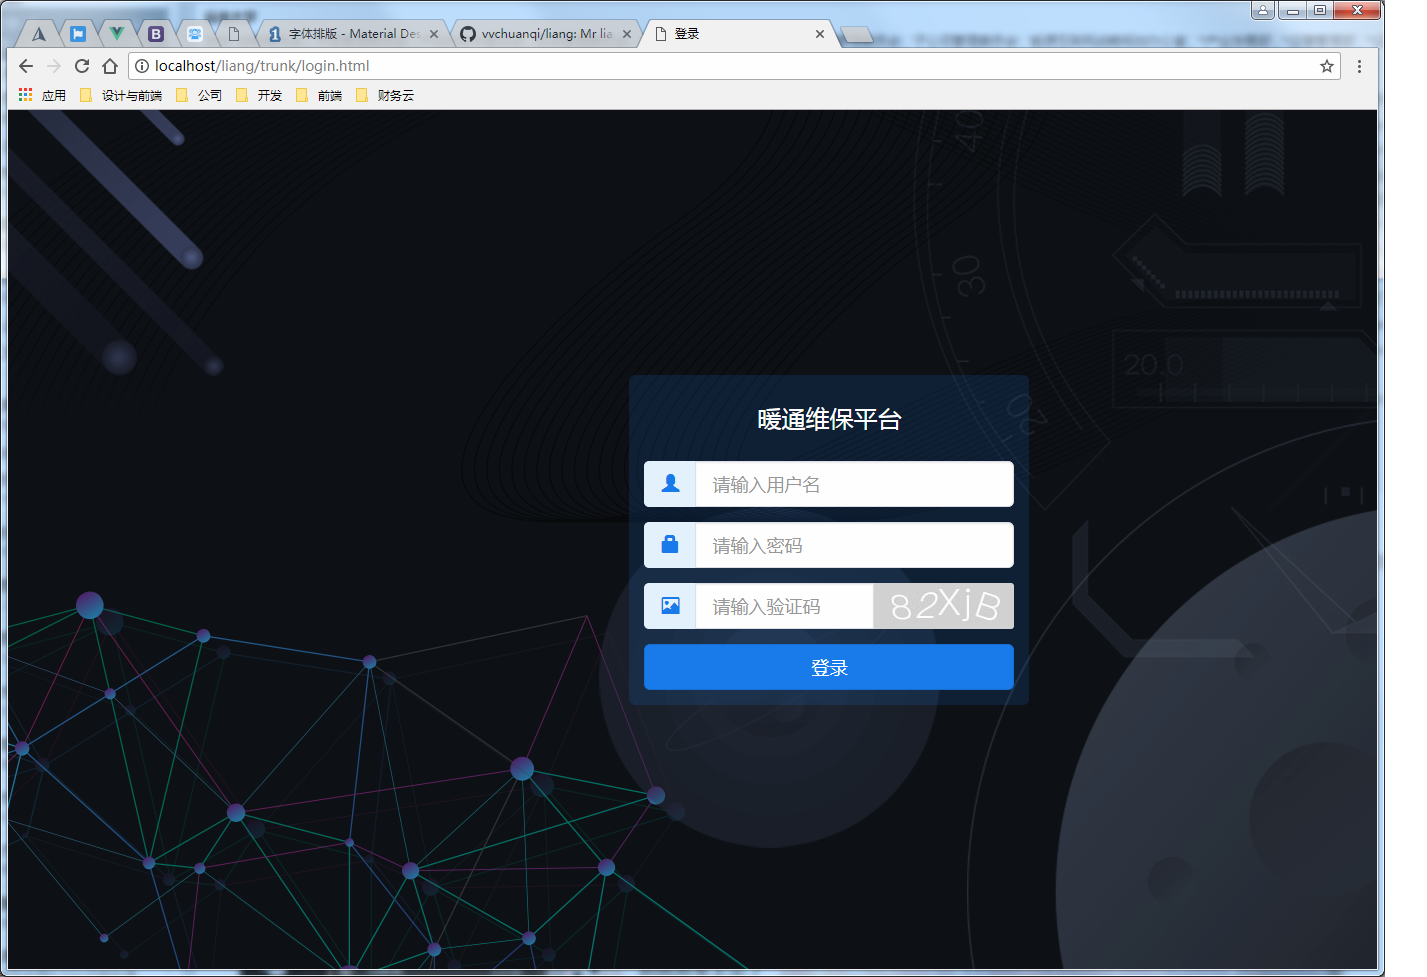 字体排版 - Material Des
vvchuanqi/liang: Mr lia
登录
localhost/liang/trunk/login.html
应用
设计与前端
公司
开发
前端
财务云
40
30
20
20.0
暖通维保平台
请输入用户名
请输入密码
请输入验证码
82XjB
登录